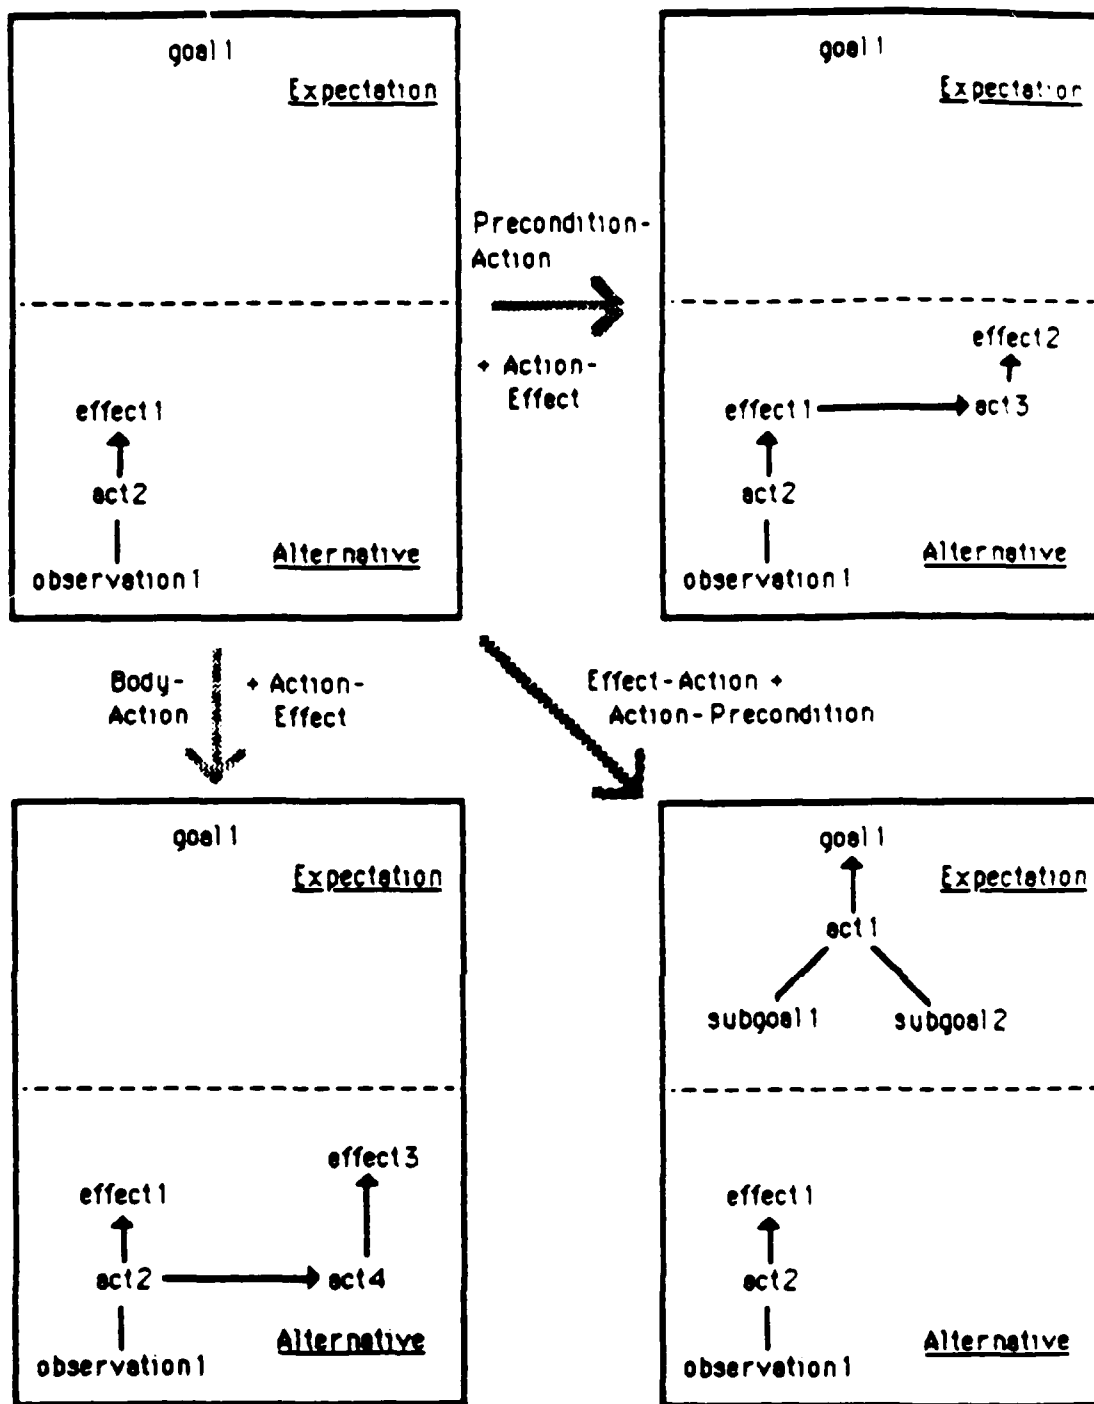 goal1
Expectation
effect1
act2
Alternative
observation1
Precondition-
Action
+ Action-
Effect
goal1
Expectation
effect2
effect1
act3
act2
Alternative
observation1
Body-
Action
+ Action-
Effect
Effect-Action +
Action-Precondition
goal1
Expectation
effect3
effect1
act2
act4
Alternative
observation1
goal1
Expectation
act1
subgoal1
subgoal2
effect1
act2
Alternative
observation1